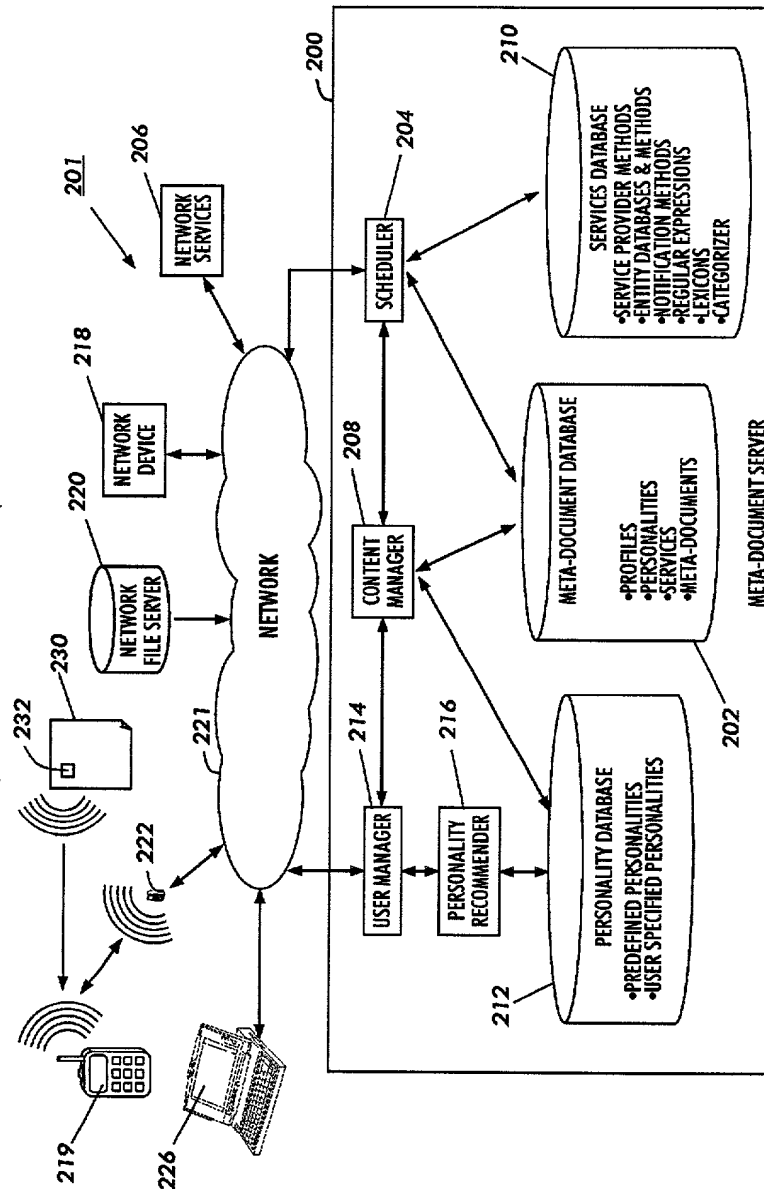 201
206
NETWORK
SERVICES
218
NETWORK
DEVICE
220
NETWORK
FILE SERVER
230
232
222
219
226
221
NETWORK
200
214
USER MANAGER
208
CONTENT
MANAGER
204
SCHEDULER
216
PERSONALITY
RECOMMENDER
212
PERSONALITY DATABASE
•PREDEFINED PERSONALITIES
•USER SPECIFIED PERSONALITIES
META-DOCUMENT DATABASE
•PROFILES
•PERSONALITIES
•SERVICES
•META-DOCUMENTS
202
210
SERVICES DATABASE
•SERVICE PROVIDER METHODS
•ENTITY DATABASES & METHODS
•NOTIFICATION METHODS
•REGULAR EXPRESSIONS
•LEXICONS
•CATEGORIZER
META-DOCUMENT SERVER